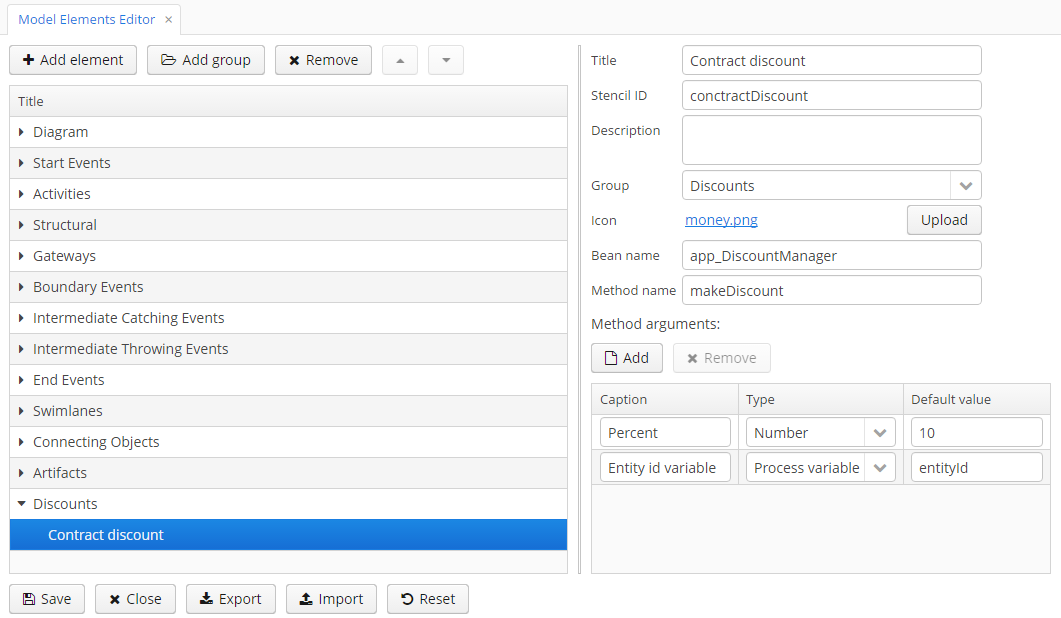 Model Elements Editor ×
Add element Add group Remove
Title
Diagram
Start Events
Activities
Structural
Gateways
Boundary Events
Intermediate Catching Events
Intermediate Throwing Events
End Events
Swimlanes
Connecting Objects
Artifacts
Discounts
Contract discount
Title Contract discount
Stencil ID conctractDiscount
Description
Group Discounts
Icon money.png Upload
Bean name app_DiscountManager
Method name makeDiscount
Method arguments:
Add Remove
Caption Type Default value
Percent Number 10
Entity id variable Process variable entityId
Save Close Export Import Reset